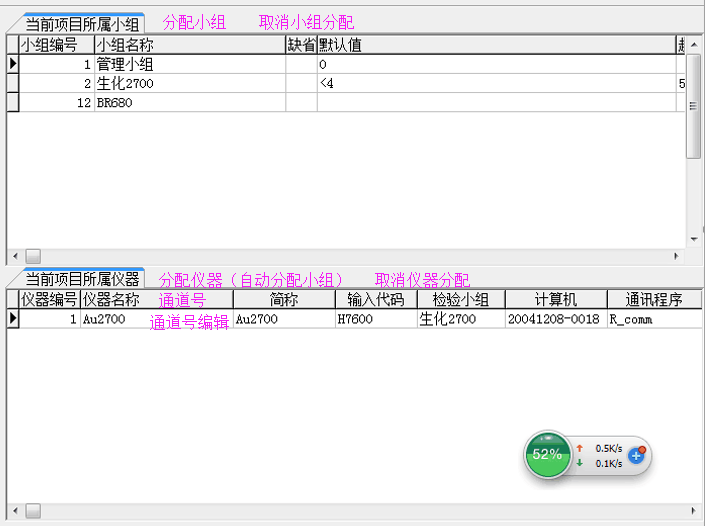 当前项目所属小组 分配小组 取消小组分配
小组编号 小组名称 缺省 默认值
1 管理小组 0
2 生化2700 <4 5
12 BR680
当前项目所属仪器 分配仪器（自动分配小组） 取消仪器分配
仪器编号 仪器名称 通道号 简称 输入代码 检验小组 计算机 通讯程序
1 Au2700 通道号编辑 Au2700 H7600 生化2700 20041208-0018 R_comm
52% 0.5K/s
0.1K/s